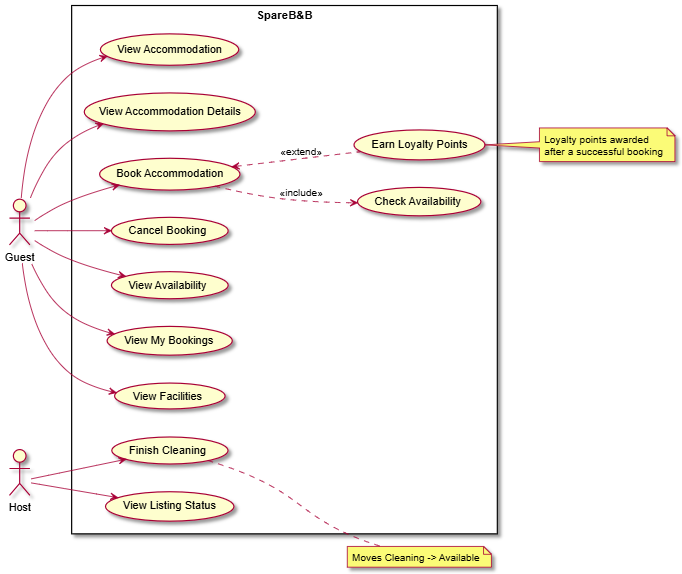 SpareB&B
View Accommodation
View Accommodation Details
Earn Loyalty Points
Loyalty points awarded
after a successful booking
«extend»
Book Accommodation
«include»
Check Availability
Cancel Booking
Guest
View Availability
View My Bookings
View Facilities
Finish Cleaning
Host
View Listing Status
Moves Cleaning -> Available